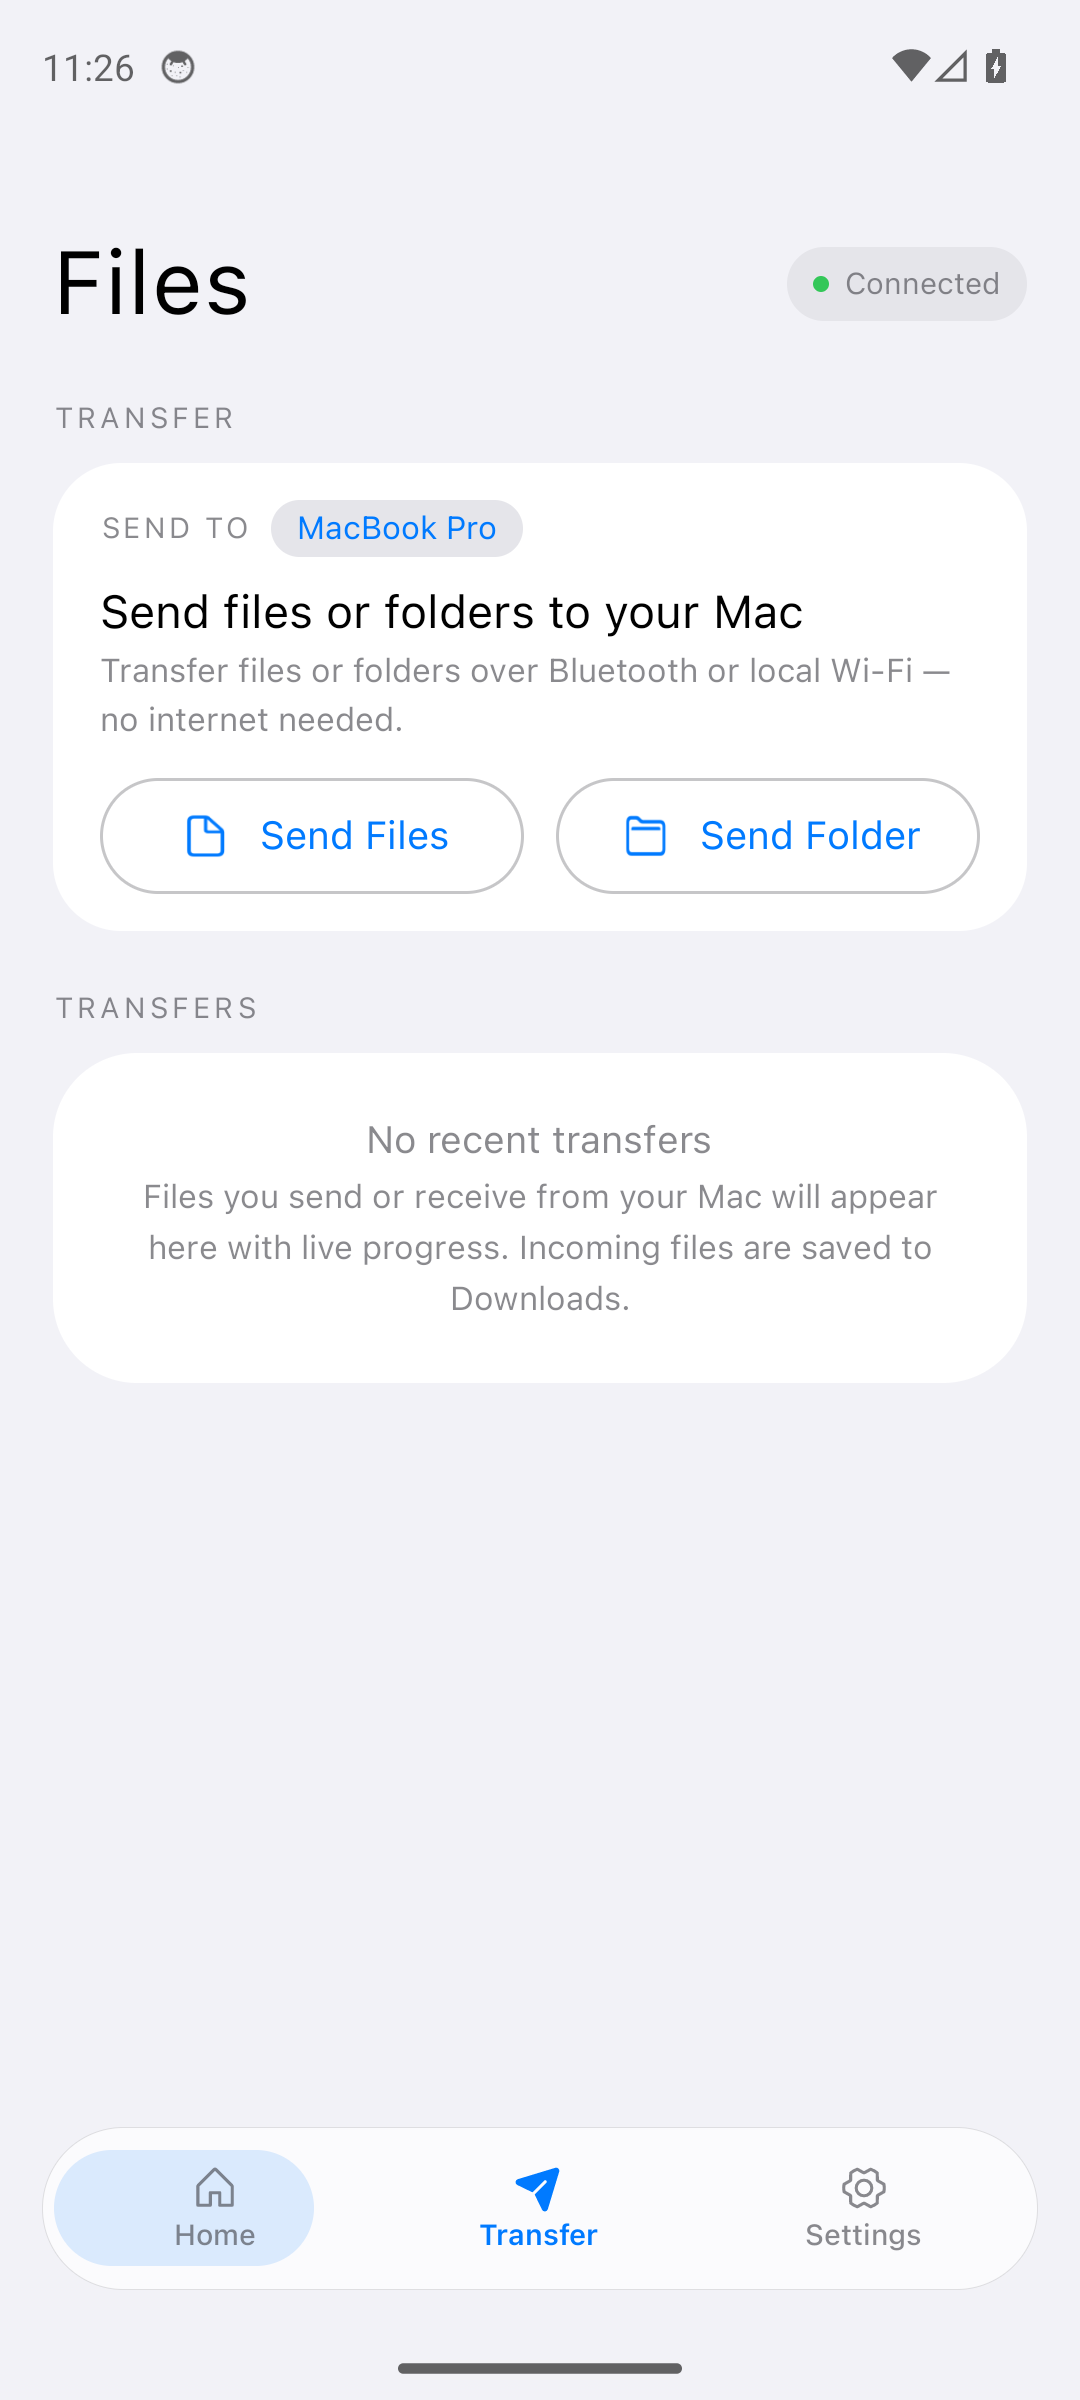 11:26
Files
Connected
TRANSFER
SEND TO MacBook Pro
Send files or folders to your Mac
Transfer files or folders over Bluetooth or local Wi-Fi —
no internet needed.
Send Files
Send Folder
TRANSFERS
No recent transfers
Files you send or receive from your Mac will appear
here with live progress. Incoming files are saved to
Downloads.
Home
Transfer
Settings